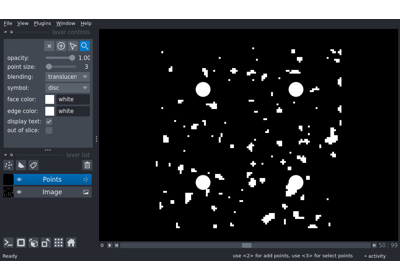 File View Plugins Window Help
layer controls
opacity: 1.00
point size: 3
blending: translucen
symbol: disc
face color: white
edge color: white
display text:
out of slice:
layer list
Points
Image
0 50 99
Ready use <2> for add points, use <3> for select points activity